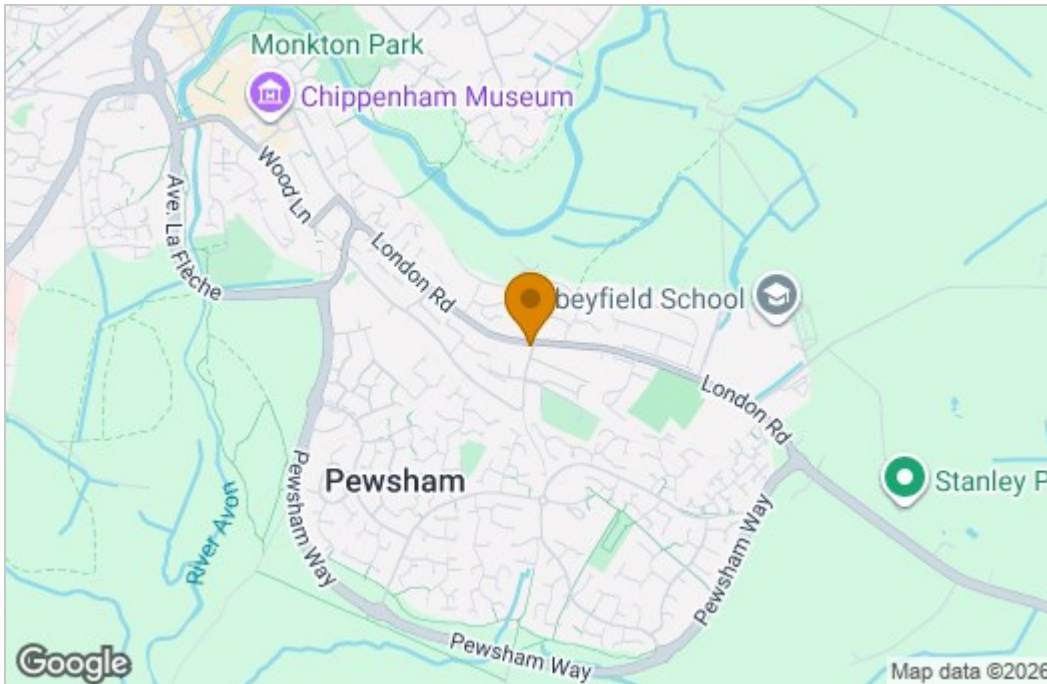 Monkton Park
Chippenham Museum
Wood Ln
Ave. La Flèche
London Rd
beyfield School
London Rd
Stanley P
Pewsham
River Avon
Pewsham Way
Pewsham Way
Pewsham Way
Google
Map data ©2026